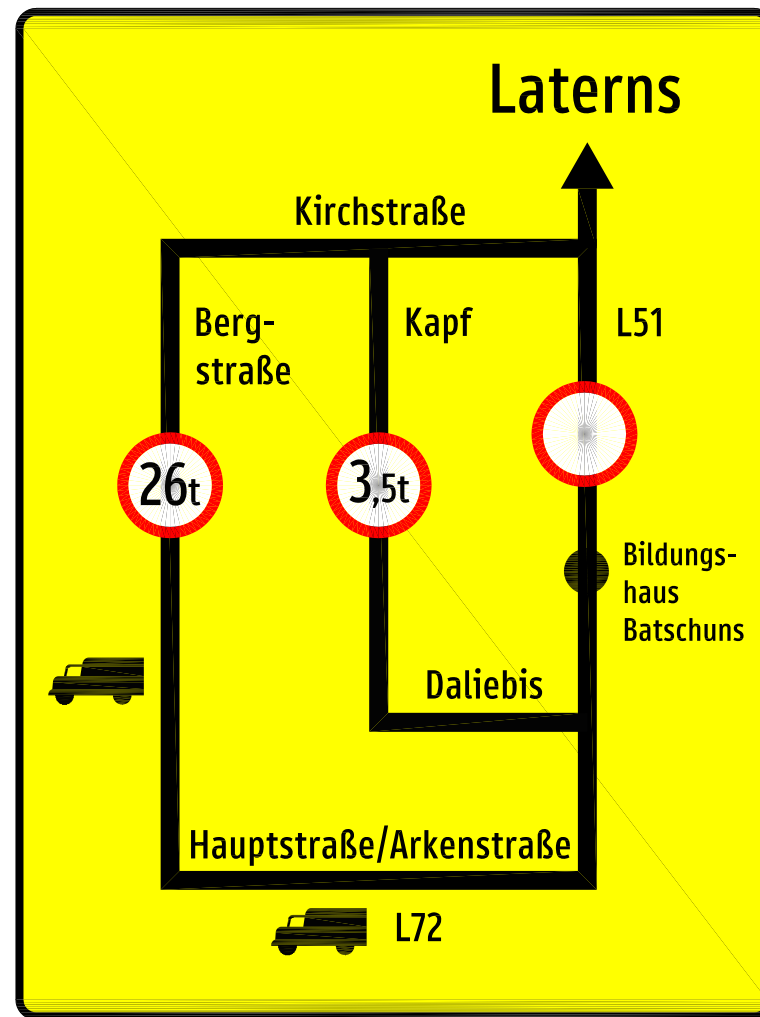 Laterns
Kirchstraße
Berg-
straße
Kapf
L51
26t
3,5t
Bildungs-
haus
Batschuns
Daliebis
Hauptstraße/Arkenstraße
L72